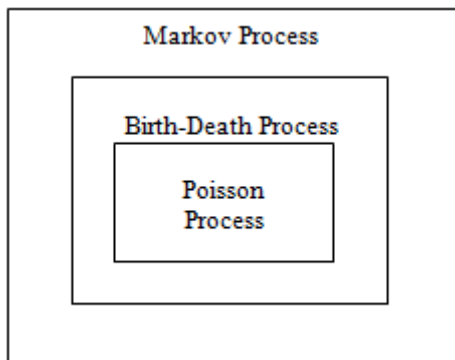 Markov Process
Birth-Death Process
Poisson
Process